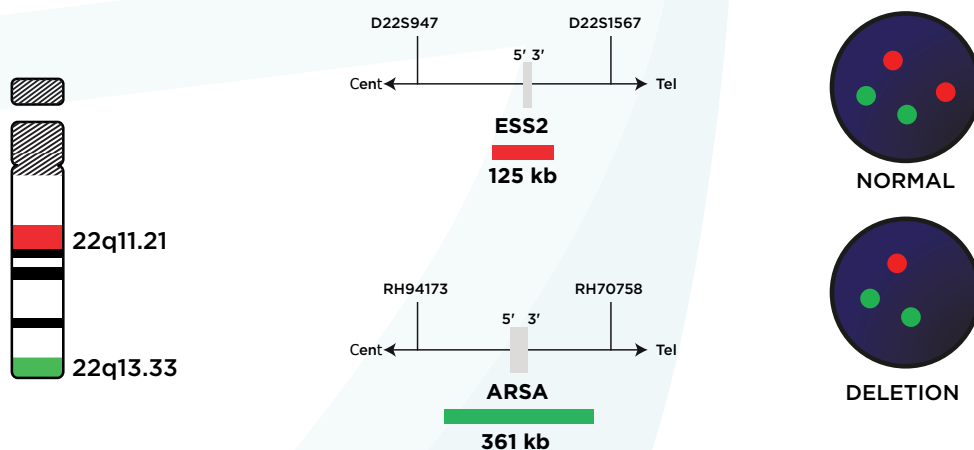 22q11.21
22q13.33
D22S947 D22S1567
5' 3'
Cent Tel
ESS2
125 kb
RH94173 RH70758
5' 3'
Cent Tel
ARSA
361 kb
NORMAL
DELETION